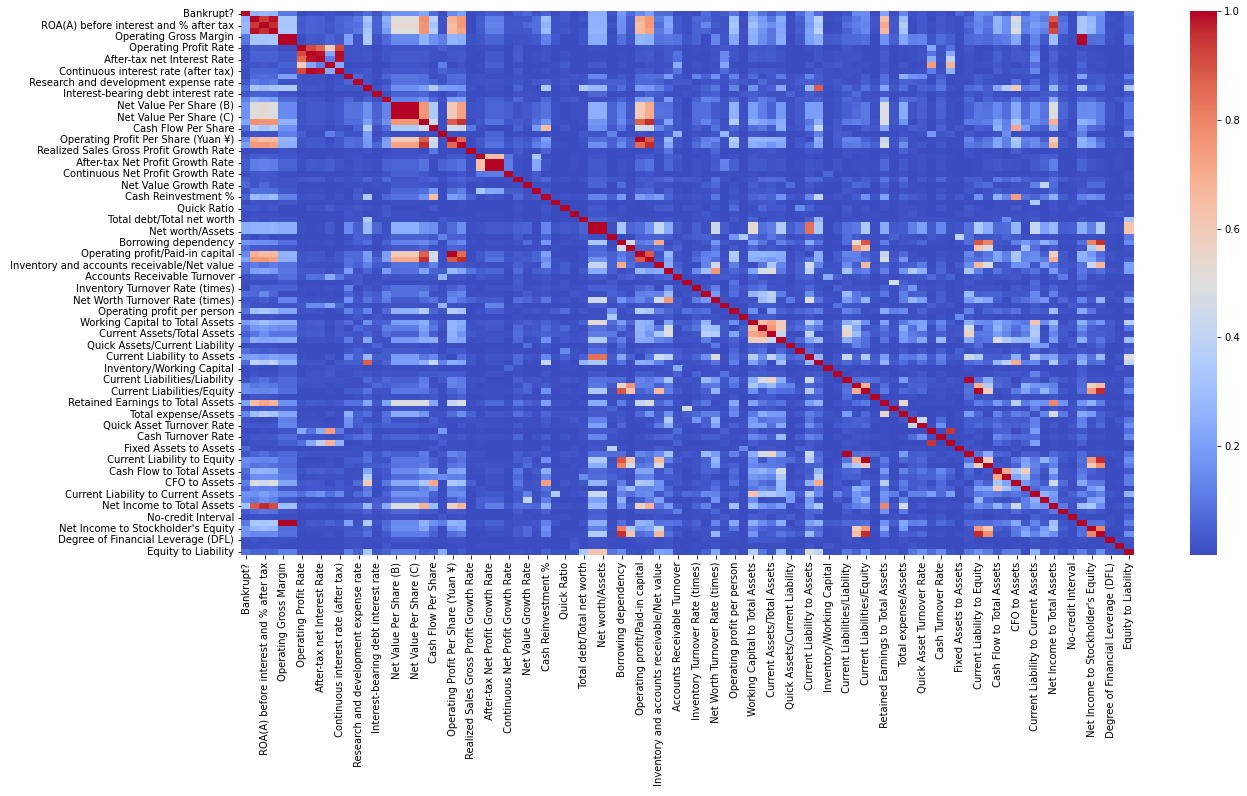 Bankrupt?
ROA(A) before interest and % after tax
Operating Gross Margin
Operating Profit Rate
After-tax net Interest Rate
Continuous interest rate (after tax)
Research and development expense rate
Interest-bearing debt interest rate
Net Value Per Share (B)
Net Value Per Share (C)
Cash Flow Per Share
Operating Profit Per Share (Yuan ¥)
Realized Sales Gross Profit Growth Rate
After-tax Net Profit Growth Rate
Continuous Net Profit Growth Rate
Net Value Growth Rate
Cash Reinvestment %
Quick Ratio
Total debt/Total net worth
Net worth/Assets
Borrowing dependency
Operating profit/Paid-in capital
Inventory and accounts receivable/Net value
Accounts Receivable Turnover
Inventory Turnover Rate (times)
Net Worth Turnover Rate (times)
Operating profit per person
Working Capital to Total Assets
Current Assets/Total Assets
Quick Assets/Current Liability
Current Liability to Assets
Inventory/Working Capital
Current Liabilities/Liability
Current Liabilities/Equity
Retained Earnings to Total Assets
Total expense/Assets
Quick Asset Turnover Rate
Cash Turnover Rate
Fixed Assets to Assets
Current Liability to Equity
Cash Flow to Total Assets
CFO to Assets
Current Liability to Current Assets
Net Income to Total Assets
No-credit Interval
Net Income to Stockholder's Equity
Degree of Financial Leverage (DFL)
Equity to Liability
Bankrupt?
ROA(A) before interest and % after tax
Operating Gross Margin
Operating Profit Rate
After-tax net Interest Rate
Continuous interest rate (after tax)
Research and development expense rate
Interest-bearing debt interest rate
Net Value Per Share (B)
Net Value Per Share (C)
Cash Flow Per Share
Operating Profit Per Share (Yuan ¥)
Realized Sales Gross Profit Growth Rate
After-tax Net Profit Growth Rate
Continuous Net Profit Growth Rate
Net Value Growth Rate
Cash Reinvestment %
Quick Ratio
Total debt/Total net worth
Net worth/Assets
Borrowing dependency
Operating profit/Paid-in capital
Inventory and accounts receivable/Net value
Accounts Receivable Turnover
Inventory Turnover Rate (times)
Net Worth Turnover Rate (times)
Operating profit per person
Working Capital to Total Assets
Current Assets/Total Assets
Quick Assets/Current Liability
Current Liability to Assets
Inventory/Working Capital
Current Liabilities/Liability
Current Liabilities/Equity
Retained Earnings to Total Assets
Total expense/Assets
Quick Asset Turnover Rate
Cash Turnover Rate
Fixed Assets to Assets
Current Liability to Equity
Cash Flow to Total Assets
CFO to Assets
Current Liability to Current Assets
Net Income to Total Assets
No-credit Interval
Net Income to Stockholder's Equity
Degree of Financial Leverage (DFL)
Equity to Liability
1.0
0.8
0.6
0.4
0.2